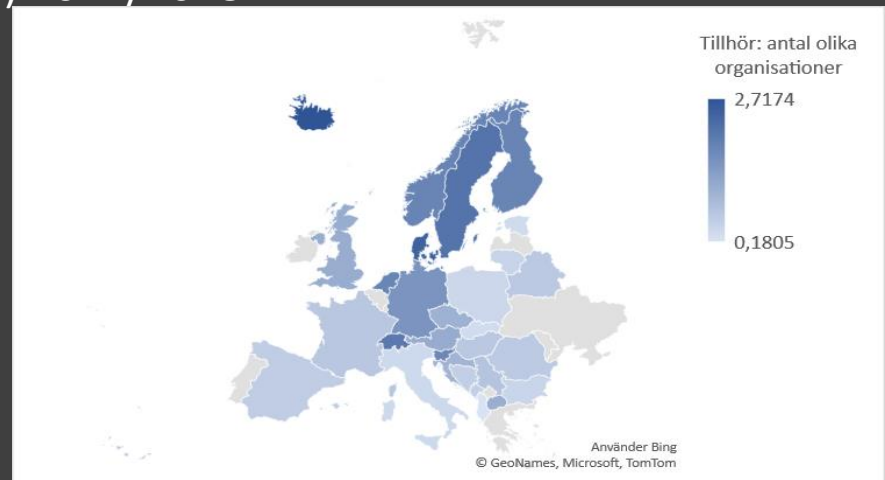 Tillhör: antal olika
organisationer
2,7174
0,1805
Använder Bing
© GeoNames, Microsoft, TomTom